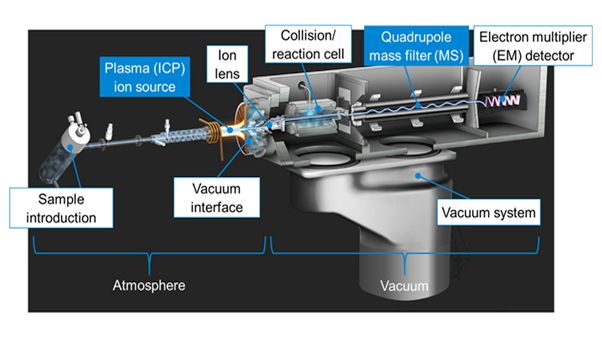 Collision/
reaction cell
Quadrupole
mass filter (MS)
Electron multiplier
(EM) detector
Ion
lens
Plasma (ICP)
ion source
Sample
introduction
Vacuum
interface
Vacuum system
Atmosphere
Vacuum